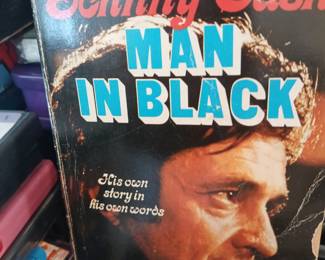 Johnny Cash
MAN
IN BLACK
His own
story in
his own words